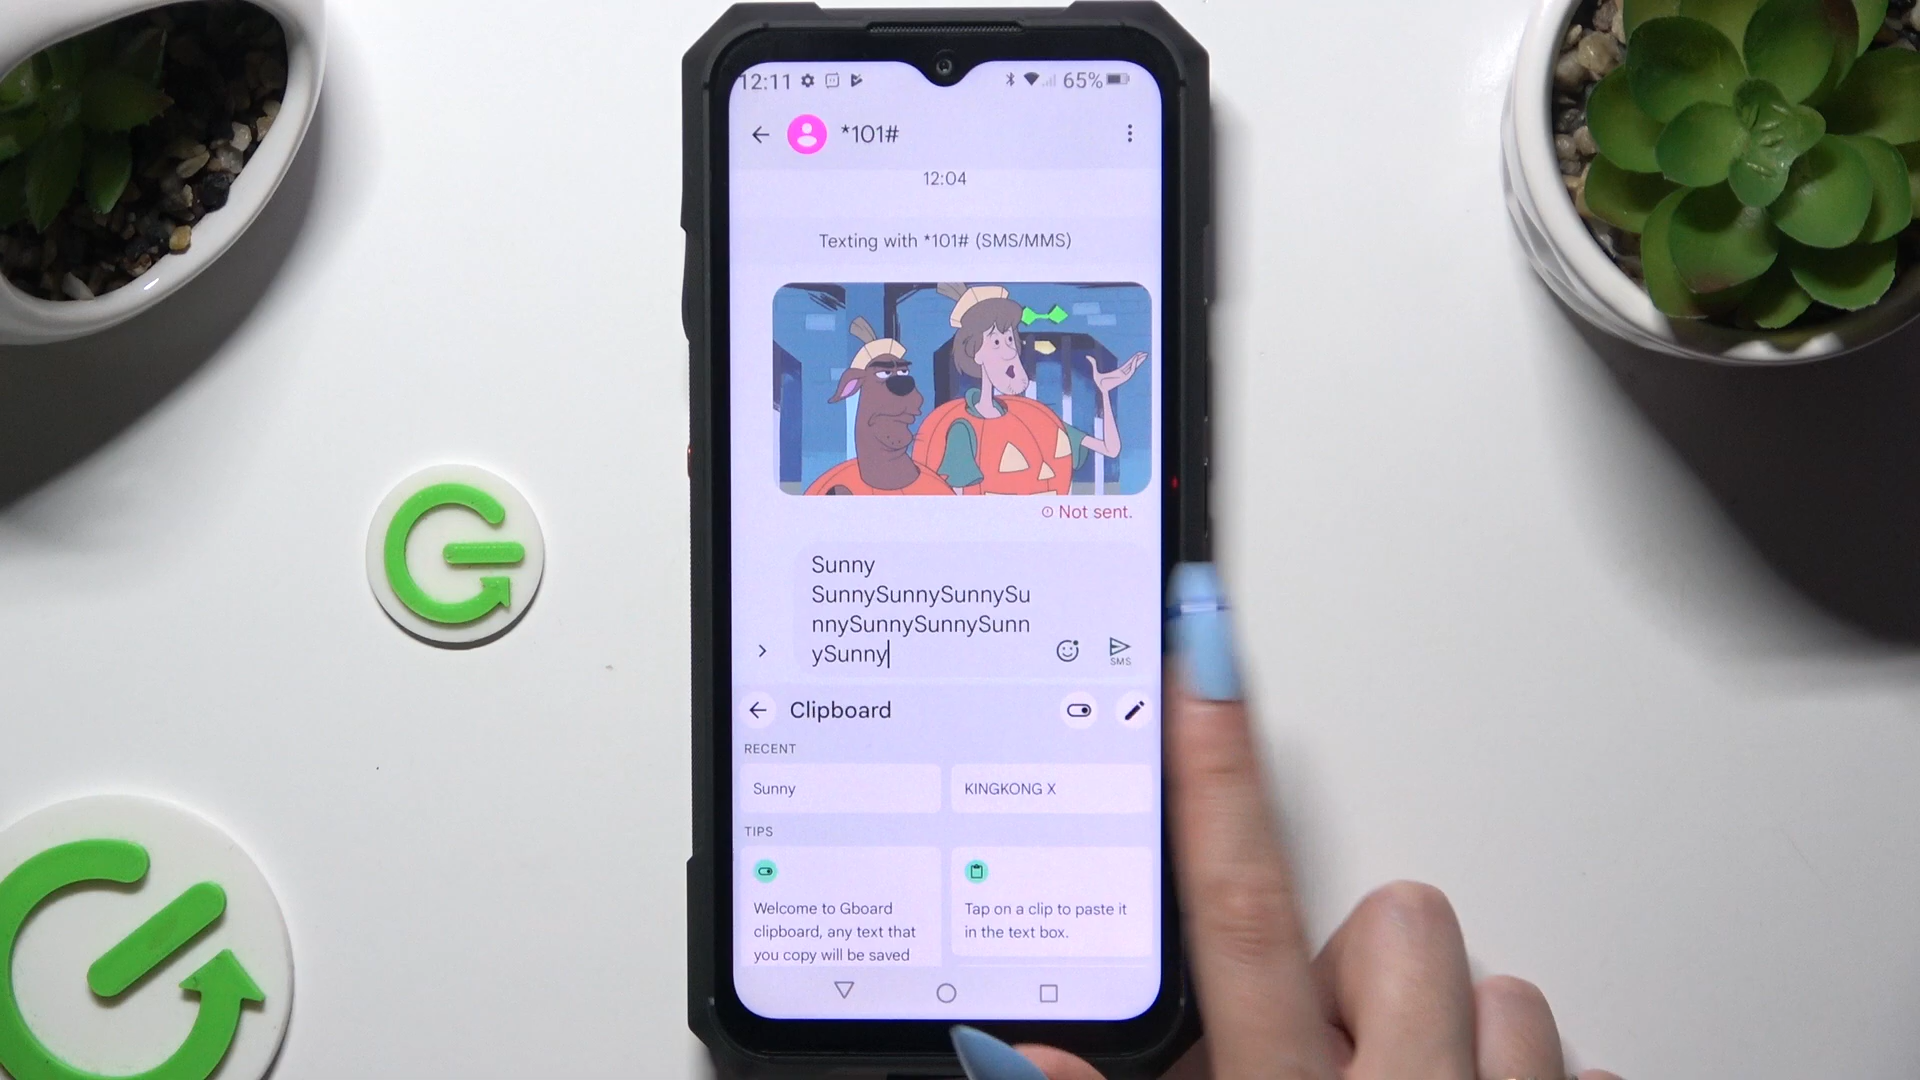 12:11
65%
*101#
12:04
Texting with *101# (SMS/MMS)
Not sent.
Sunny
SunnySunnySunnySu
nnySunnySunnySunn
ySunny
SMS
Clipboard
RECENT
Sunny
KINGKONG X
TIPS
Welcome to Gboard
clipboard, any text that
you copy will be saved
Tap on a clip to paste it
in the text box.